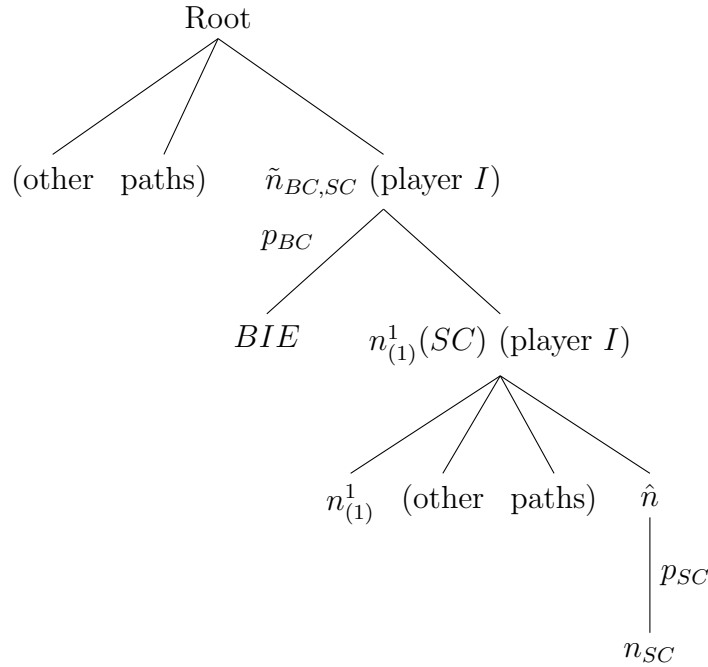 Root
(other paths) ñ_{BC,SC} (player I)
p_{BC}
BIE n^1_{(1)}(SC) (player I)
n^1_{(1)} (other paths) n̂
p_{SC}
n_{SC}